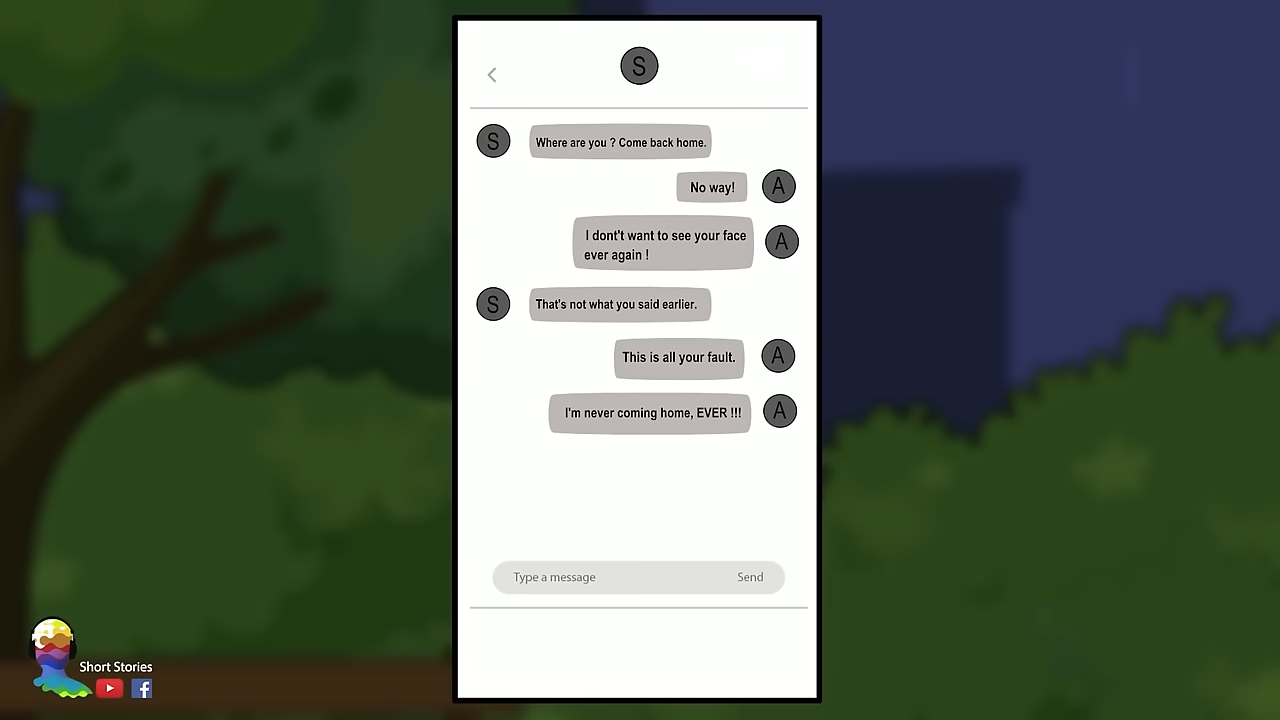 S
S
Where are you ? Come back home.
No way!
A
I dont't want to see your face
ever again !
A
S
That's not what you said earlier.
This is all your fault.
A
I'm never coming home, EVER !!!
A
Type a message
Send
Short Stories